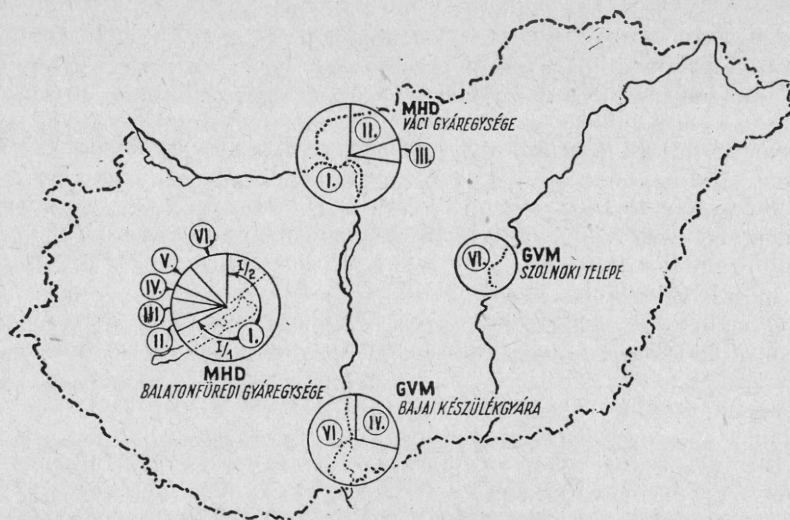 MHD
VÁCI GYÁREGYSÉGE
II.
III.
I.
VI.
V.
IV.
III
II.
I/2
I.
I/1
MHD
BALATONFÜREDI GYÁREGYSÉGE
VI.
GVM
SZOLNOKI TELEPE
GVM
BAJAI KÉSZÜLÉKGYÁRA
VI.
IV.